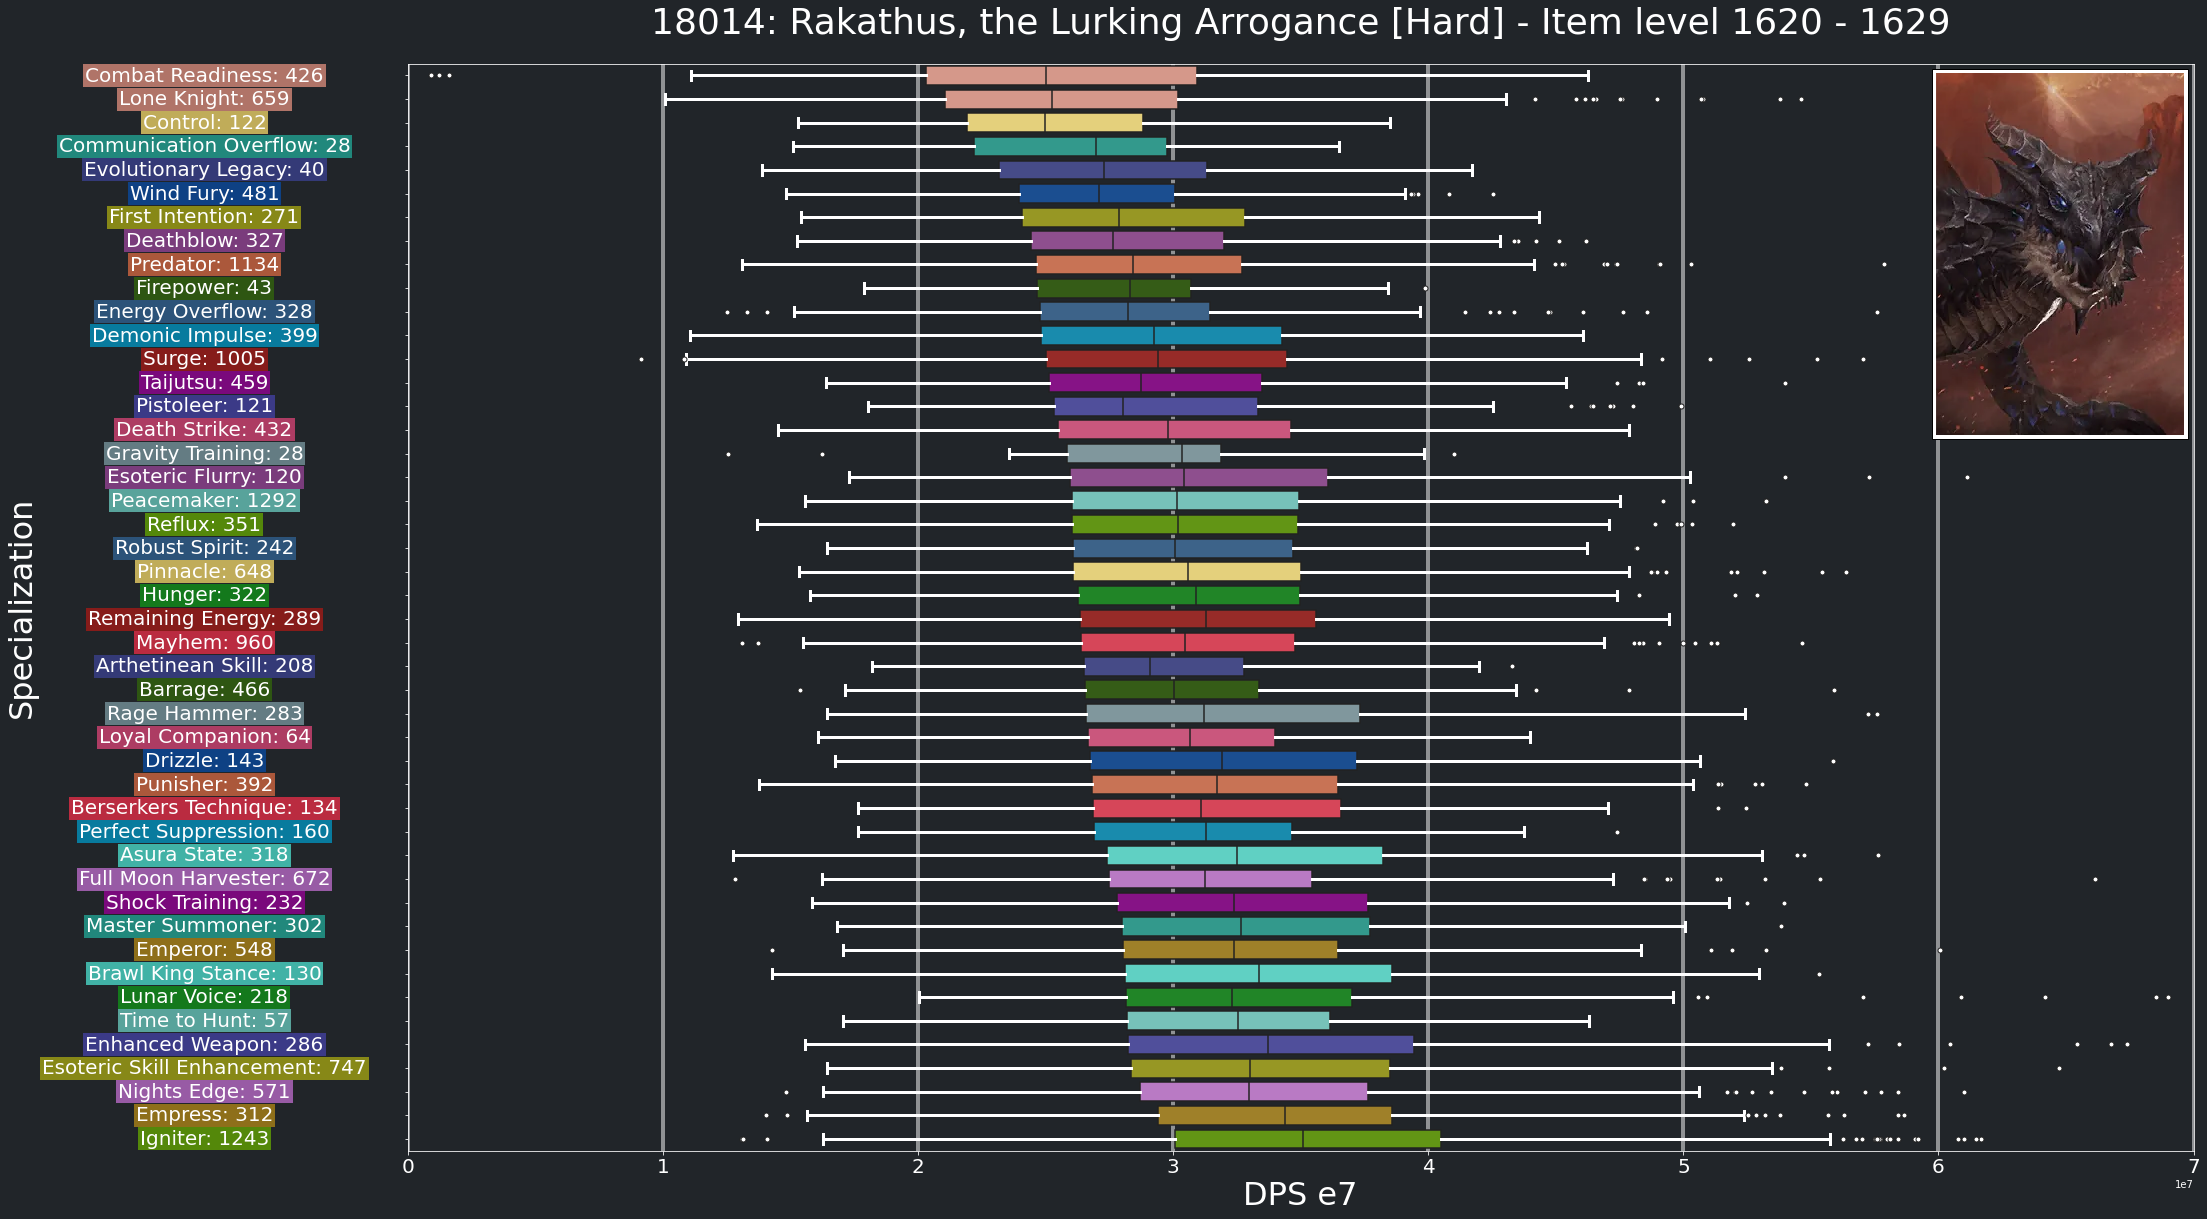 18014: Rakathus, the Lurking Arrogance [Hard] - Item level 1620 - 1629
Combat Readiness: 426
Lone Knight: 659
Control: 122
Communication Overflow: 28
Evolutionary Legacy: 40
Wind Fury: 481
First Intention: 271
Deathblow: 327
Predator: 1134
Firepower: 43
Energy Overflow: 328
Demonic Impulse: 399
Surge: 1005
Taijutsu: 459
Pistoleer: 121
Death Strike: 432
Gravity Training: 28
Esoteric Flurry: 120
Peacemaker: 1292
Reflux: 351
Robust Spirit: 242
Pinnacle: 648
Hunger: 322
Remaining Energy: 289
Mayhem: 960
Arthetinean Skill: 208
Barrage: 466
Rage Hammer: 283
Loyal Companion: 64
Drizzle: 143
Punisher: 392
Berserkers Technique: 134
Perfect Suppression: 160
Asura State: 318
Full Moon Harvester: 672
Shock Training: 232
Master Summoner: 302
Emperor: 548
Brawl King Stance: 130
Lunar Voice: 218
Time to Hunt: 57
Enhanced Weapon: 286
Esoteric Skill Enhancement: 747
Nights Edge: 571
Empress: 312
Igniter: 1243
Specialization
0 1 2 3 4 5 6 7
DPS e7
1e7